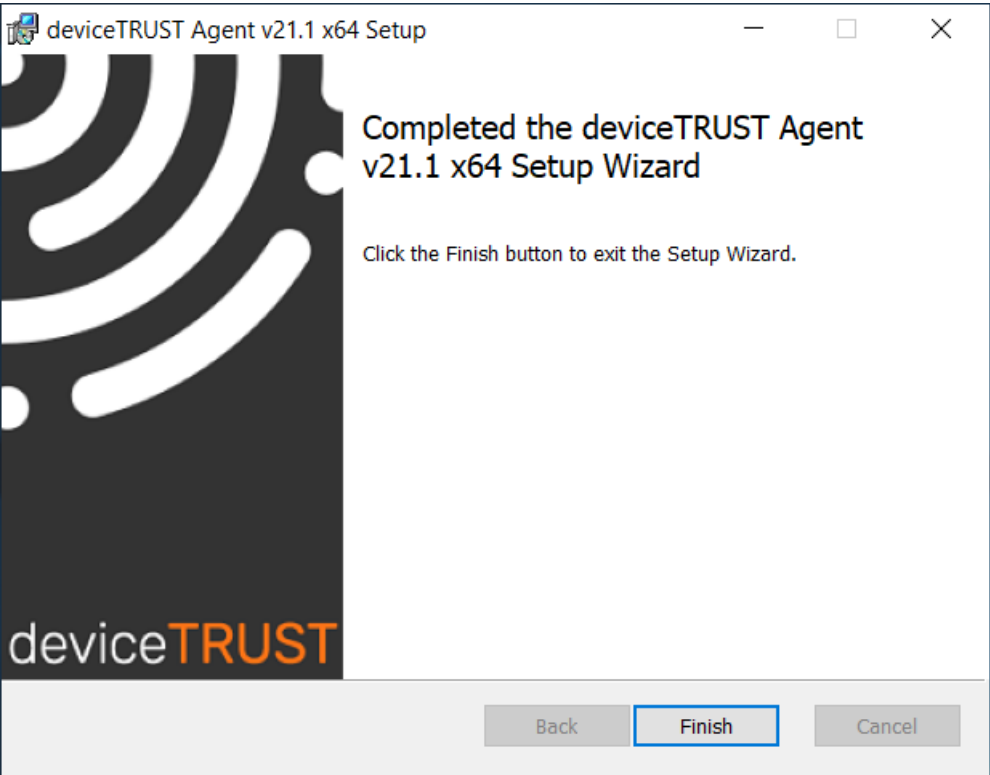 deviceTRUST Agent v21.1 x64 Setup
Completed the deviceTRUST Agent
v21.1 x64 Setup Wizard
Click the Finish button to exit the Setup Wizard.
deviceTRUST
Back Finish Cancel